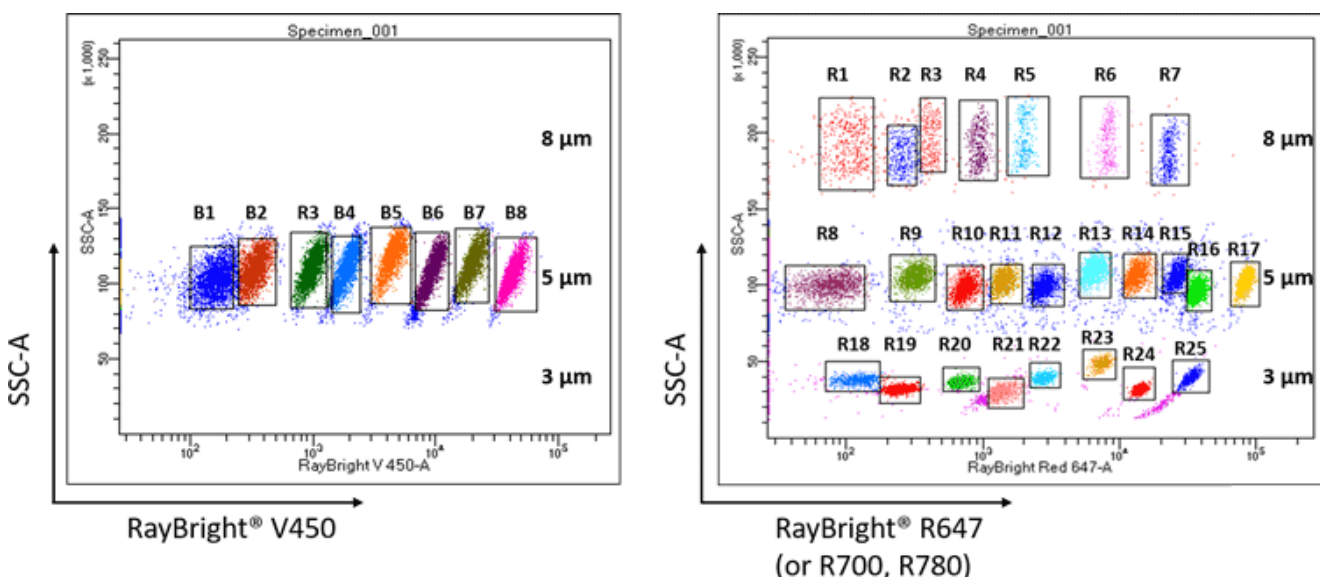 Specimen_001
(x 1,000)
250
200
150
100
50
SSC-A
8 µm
5 µm
3 µm
B1 B2 R3 B4 B5 B6 B7 B8
10² 10³ 10⁴ 10⁵
RayBright V 450-A
SSC-A
RayBright® V450
Specimen_001
(x 1,000)
250
200
150
100
50
SSC-A
R1 R2 R3 R4 R5 R6 R7
8 µm
R8 R9 R10 R11 R12 R13 R14 R15 R16 R17
5 µm
R18 R19 R20 R21 R22 R23 R24 R25
3 µm
10² 10³ 10⁴ 10⁵
RayBright Red 647-A
SSC-A
RayBright® R647
(or R700, R780)